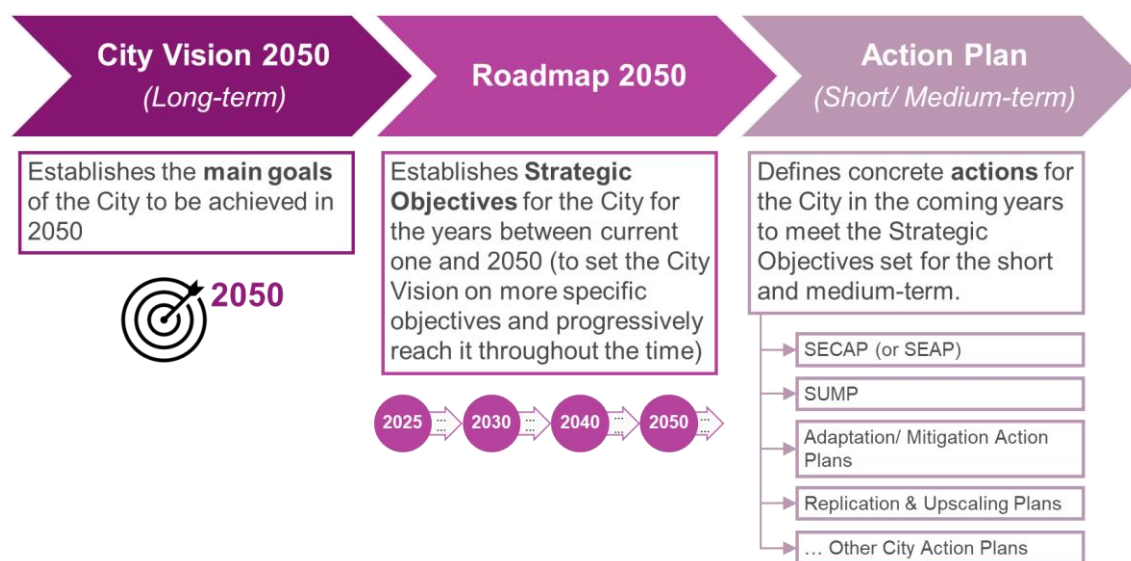 City Vision 2050
(Long-term)
Roadmap 2050
Action Plan
(Short/ Medium-term)
Establishes the main goals
of the City to be achieved in
2050
2050
Establishes Strategic
Objectives for the City for
the years between current
one and 2050 (to set the City
Vision on more specific
objectives and progressively
reach it throughout the time)
2025 ... ... 2030 ... ... 2040 ... ... 2050 ... ...
Defines concrete actions for
the City in the coming years
to meet the Strategic
Objectives set for the short
and medium-term.
SECAP (or SEAP)
SUMP
Adaptation/ Mitigation Action
Plans
Replication & Upscaling Plans
... Other City Action Plans